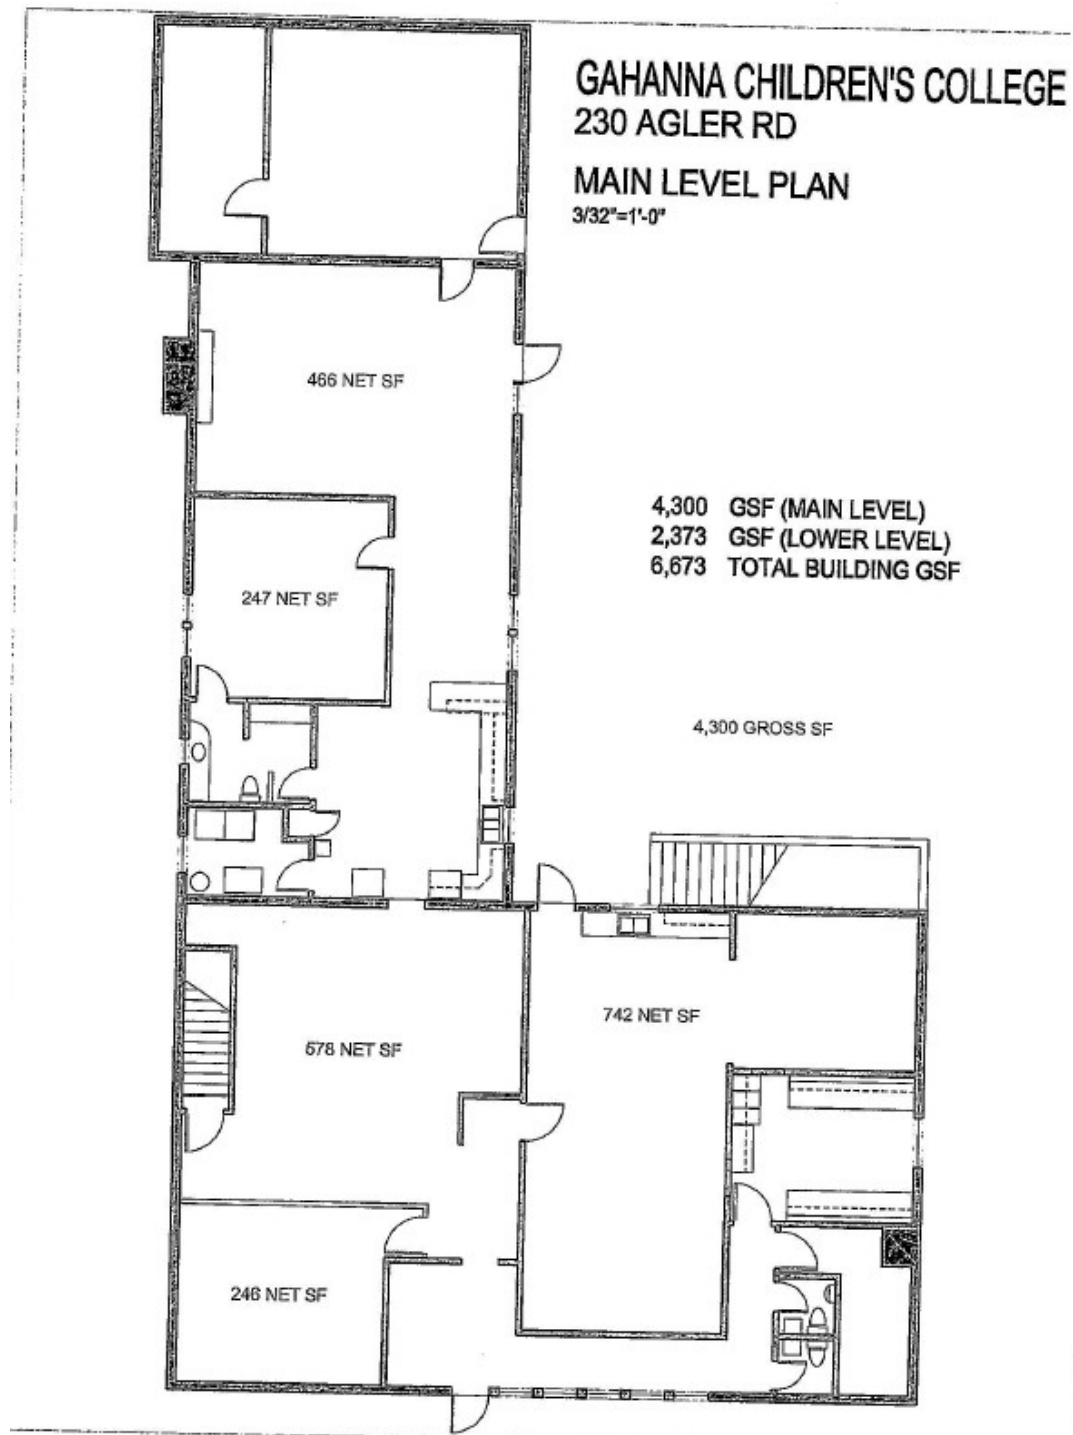 GAHANNA CHILDREN'S COLLEGE
230 AGLER RD
MAIN LEVEL PLAN
3/32"=1'-0"
466 NET SF
4,300 GSF (MAIN LEVEL)
2,373 GSF (LOWER LEVEL)
6,673 TOTAL BUILDING GSF
247 NET SF
4,300 GROSS SF
742 NET SF
578 NET SF
246 NET SF